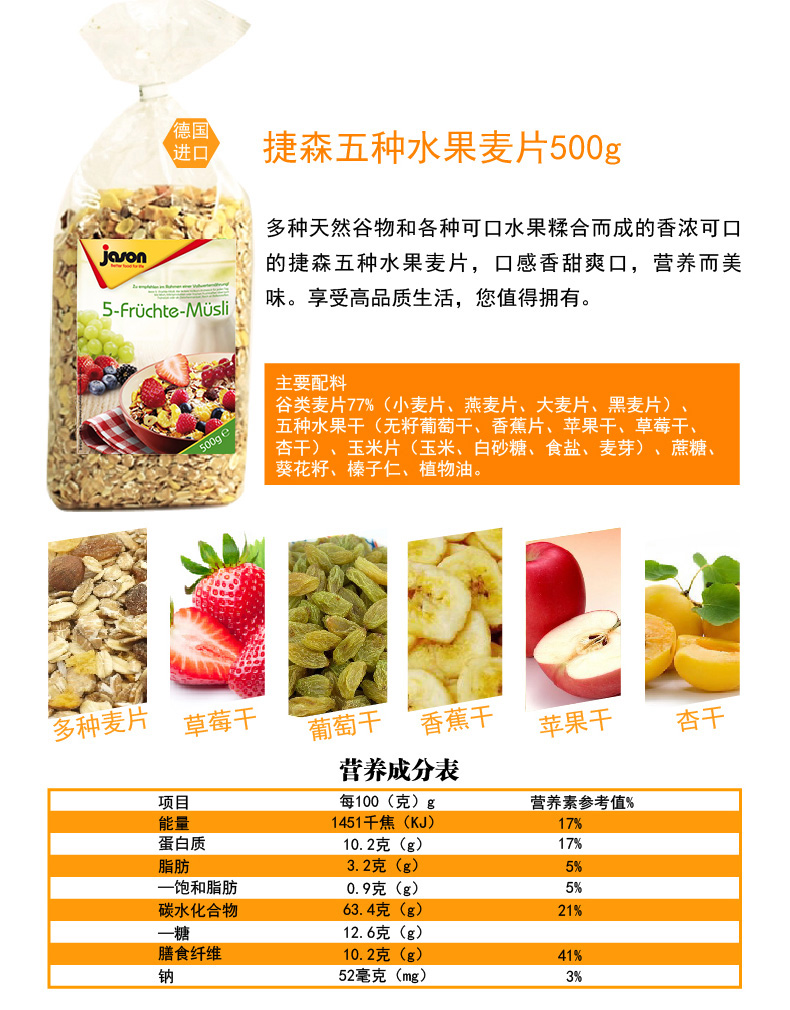 德国
进口
捷森五种水果麦片500g
多种天然谷物和各种可口水果糅合而成的香浓可口
的捷森五种水果麦片，口感香甜爽口，营养而美
味。享受高品质生活，您值得拥有。
jason
Better food for life
Zu empfehlen im Rahmen einer Vollwerternährung!
5-Früchte-Müsli
500g e
主要配料
谷类麦片77%（小麦片、燕麦片、大麦片、黑麦片）、
五种水果干（无籽葡萄干、香蕉片、苹果干、草莓干、
杏干）、玉米片（玉米、白砂糖、食盐、麦芽）、蔗糖、
葵花籽、榛子仁、植物油。
多种麦片 草莓干 葡萄干 香蕉干 苹果干 杏干
营养成分表
项目 每100（克）g 营养素参考值%
能量 1451千焦（KJ） 17%
蛋白质 10.2克（g） 17%
脂肪 3.2克（g） 5%
—饱和脂肪 0.9克（g） 5%
碳水化合物 63.4克（g） 21%
—糖 12.6克（g）
膳食纤维 10.2克（g） 41%
钠 52毫克（mg） 3%